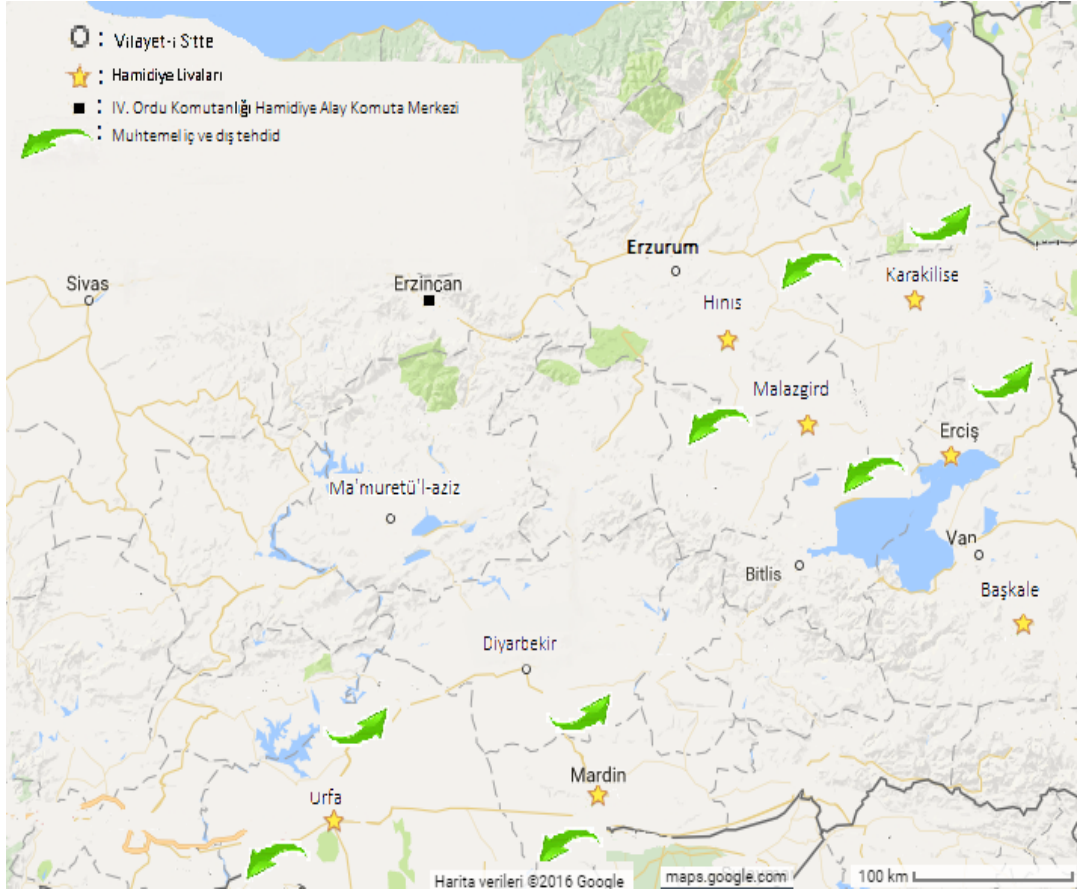 : Vilayet-i S'tte
: Hamidiye Livaları
: IV. Ordu Komutanlığı Hamidiye Alay Komuta Merkezi
: Muhtemel iç ve dış tehdid
Erzurum
Karakilise
Sivas
Erzincan
Hınıs
Malazgird
Erciş
Ma'muretü'l-aziz
Van
Bitlis
Başkale
Diyarbekir
Mardin
Urfa
Harita verileri ©2016 Google
maps.google.com
100 km